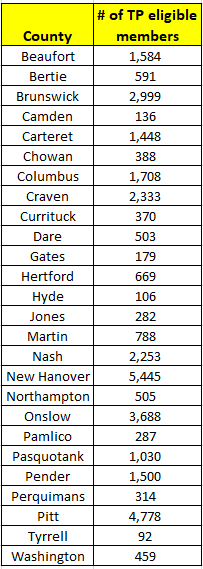 County # of TP eligible members
Beaufort 1,584
Bertie 591
Brunswick 2,999
Camden 136
Carteret 1,448
Chowan 388
Columbus 1,708
Craven 2,333
Currituck 370
Dare 503
Gates 179
Hertford 669
Hyde 106
Jones 282
Martin 788
Nash 2,253
New Hanover 5,445
Northampton 505
Onslow 3,688
Pamlico 287
Pasquotank 1,030
Pender 1,500
Perquimans 314
Pitt 4,778
Tyrrell 92
Washington 459